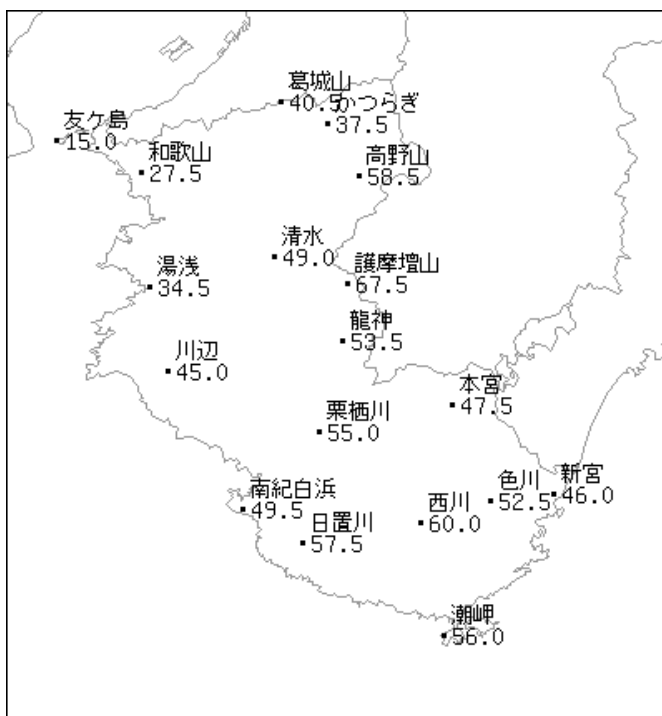 葛城山
40.5
かつらぎ
37.5
友ケ島
15.0
和歌山
27.5
高野山
58.5
清水
49.0
護摩壇山
67.5
湯浅
34.5
龍神
53.5
川辺
45.0
本宮
47.5
栗栖川
55.0
南紀白浜
49.5
日置川
57.5
西川
60.0
色川
52.5
新宮
46.0
潮岬
56.0